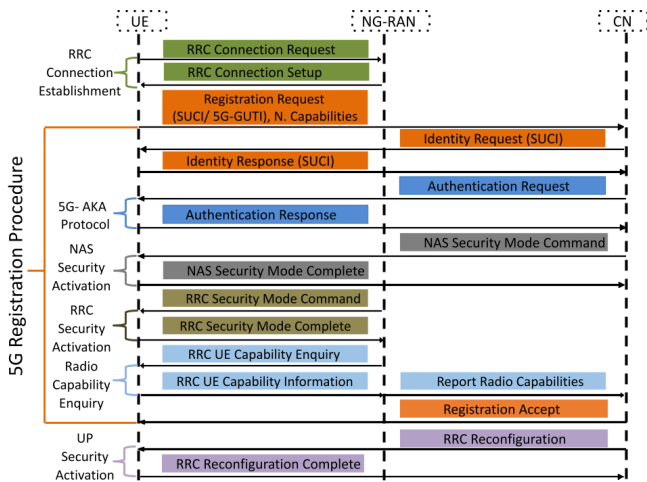 UE
NG-RAN
CN
RRC
Connection
Establishment
RRC Connection Request
RRC Connection Setup
Registration Request
(SUCI/ 5G-GUTI), N. Capabilities
Identity Request (SUCI)
Identity Response (SUCI)
Authentication Request
5G- AKA
Protocol
Authentication Response
NAS Security Mode Command
NAS
Security
Activation
NAS Security Mode Complete
RRC Security Mode Command
RRC
Security
Activation
RRC Security Mode Complete
RRC UE Capability Enquiry
Radio
Capability
Enquiry
RRC UE Capability Information
Report Radio Capabilities
Registration Accept
5G Registration Procedure
RRC Reconfiguration
UP
Security
Activation
RRC Reconfiguration Complete